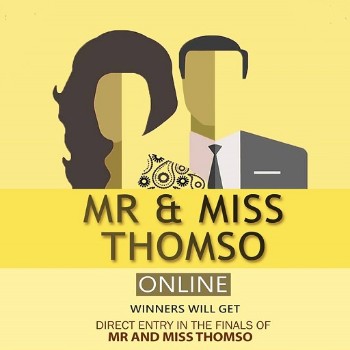 MR & MISS
THOMSO
ONLINE
WINNERS WILL GET
DIRECT ENTRY IN THE FINALS OF
MR AND MISS THOMSO